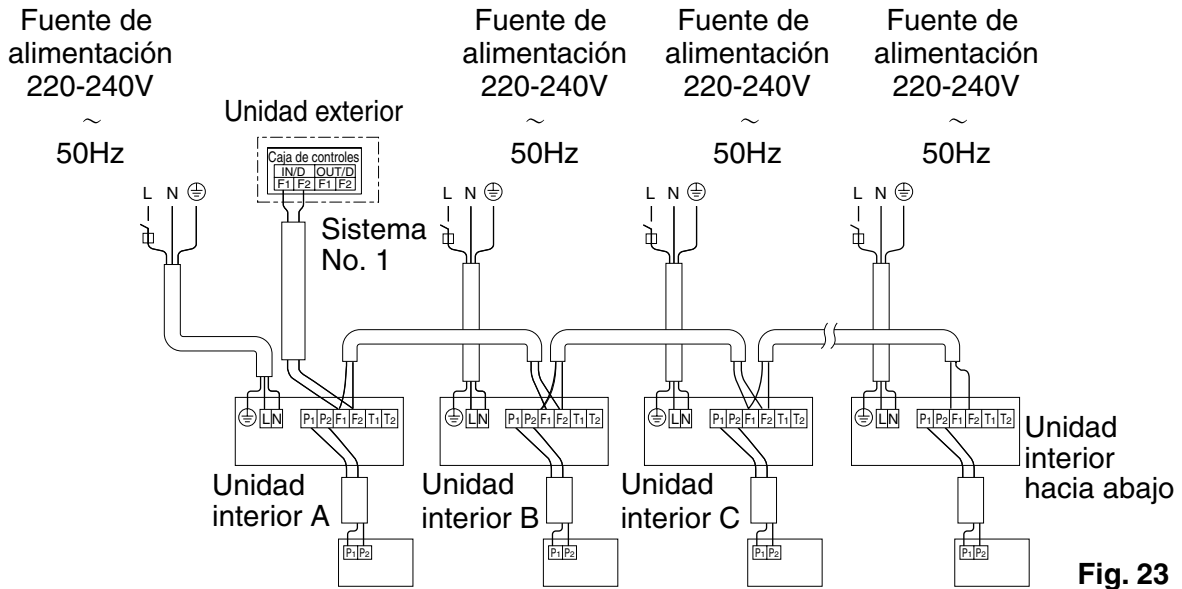 Fuente de
alimentación
220-240V
~
50Hz
Unidad exterior
Caja de controles
IN/D OUT/D
F1 F2 F1 F2
Sistema
No. 1
Fuente de
alimentación
220-240V
~
50Hz
Fuente de
alimentación
220-240V
~
50Hz
Fuente de
alimentación
220-240V
~
50Hz
L N
L N
L N
L N
L N P1 P2 F1 F2 T1 T2
L N P1 P2 F1 F2 T1 T2
L N P1 P2 F1 F2 T1 T2
L N P1 P2 F1 F2 T1 T2
Unidad
interior A
Unidad
interior B
Unidad
interior C
Unidad
interior
hacia abajo
P1 P2
P1 P2
P1 P2
P1 P2
Fig. 23